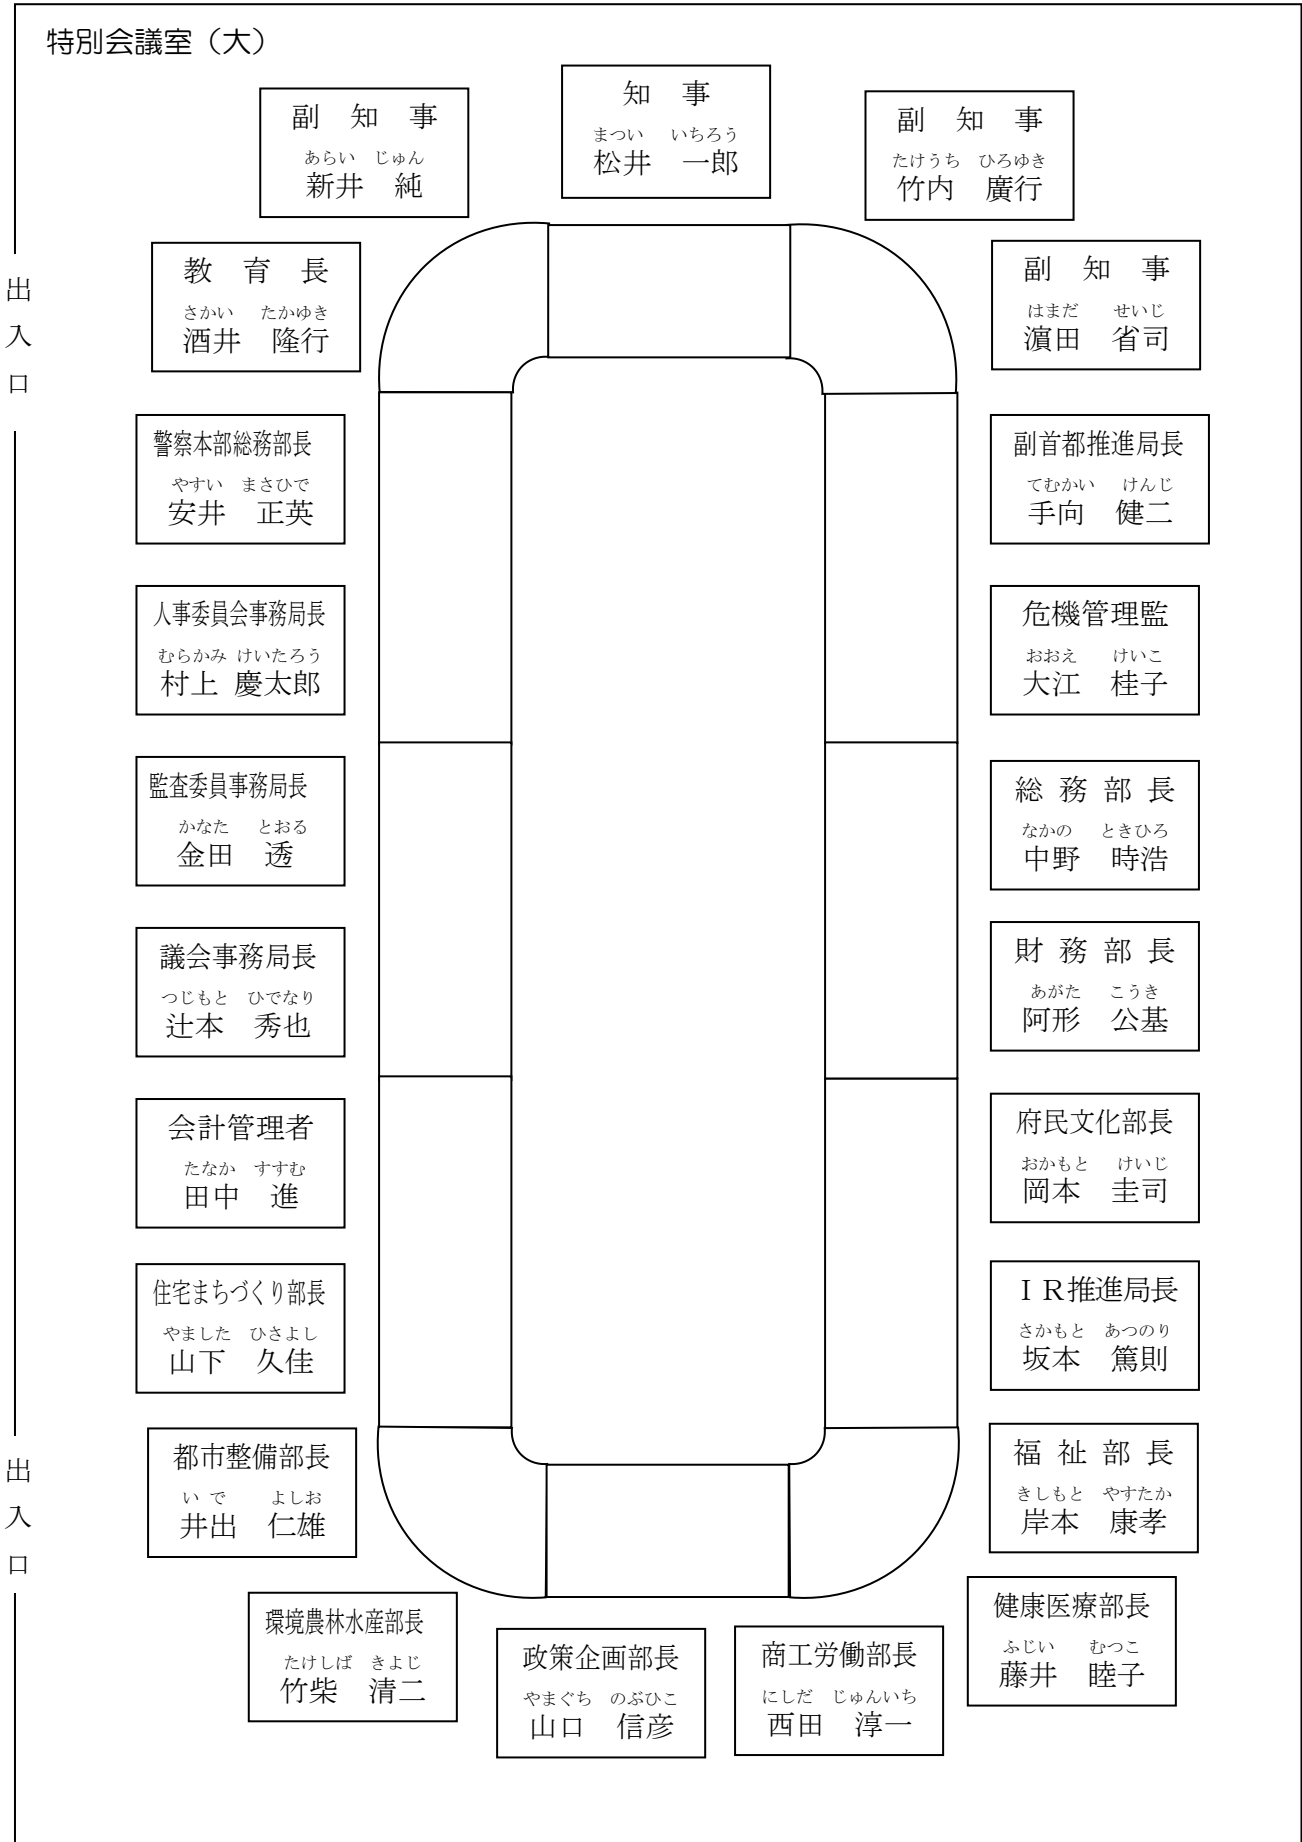 特別会議室（大）
知　事
まつい　いちろう
松井　一郎
副　知　事
あらい　じゅん
新井　純
副　知　事
たけうち　ひろゆき
竹内　廣行
出入口
教　育　長
さかい　たかゆき
酒井　隆行
副　知　事
はまだ　せいじ
濵田　省司
警察本部総務部長
やすい　まさひで
安井　正英
副首都推進局長
てむかい　けんじ
手向　健二
人事委員会事務局長
むらかみ けいたろう
村上 慶太郎
危機管理監
おおえ　けいこ
大江　桂子
監査委員事務局長
かなた　とおる
金田　透
総 務 部 長
なかの　ときひろ
中野　時浩
議会事務局長
つじもと　ひでなり
辻本　秀也
財 務 部 長
あがた　こうき
阿形　公基
会計管理者
たなか　すすむ
田中　進
府民文化部長
おかもと　けいじ
岡本　圭司
住宅まちづくり部長
やました　ひさよし
山下　久佳
ＩＲ推進局長
さかもと　あつのり
坂本　篤則
出入口
都市整備部長
い で　よしお
井出　仁雄
福 祉 部 長
きしもと　やすたか
岸本　康孝
環境農林水産部長
たけしば　きよじ
竹柴　清二
政策企画部長
やまぐち　のぶひこ
山口　信彦
商工労働部長
にしだ　じゅんいち
西田　淳一
健康医療部長
ふじい　むつこ
藤井　睦子